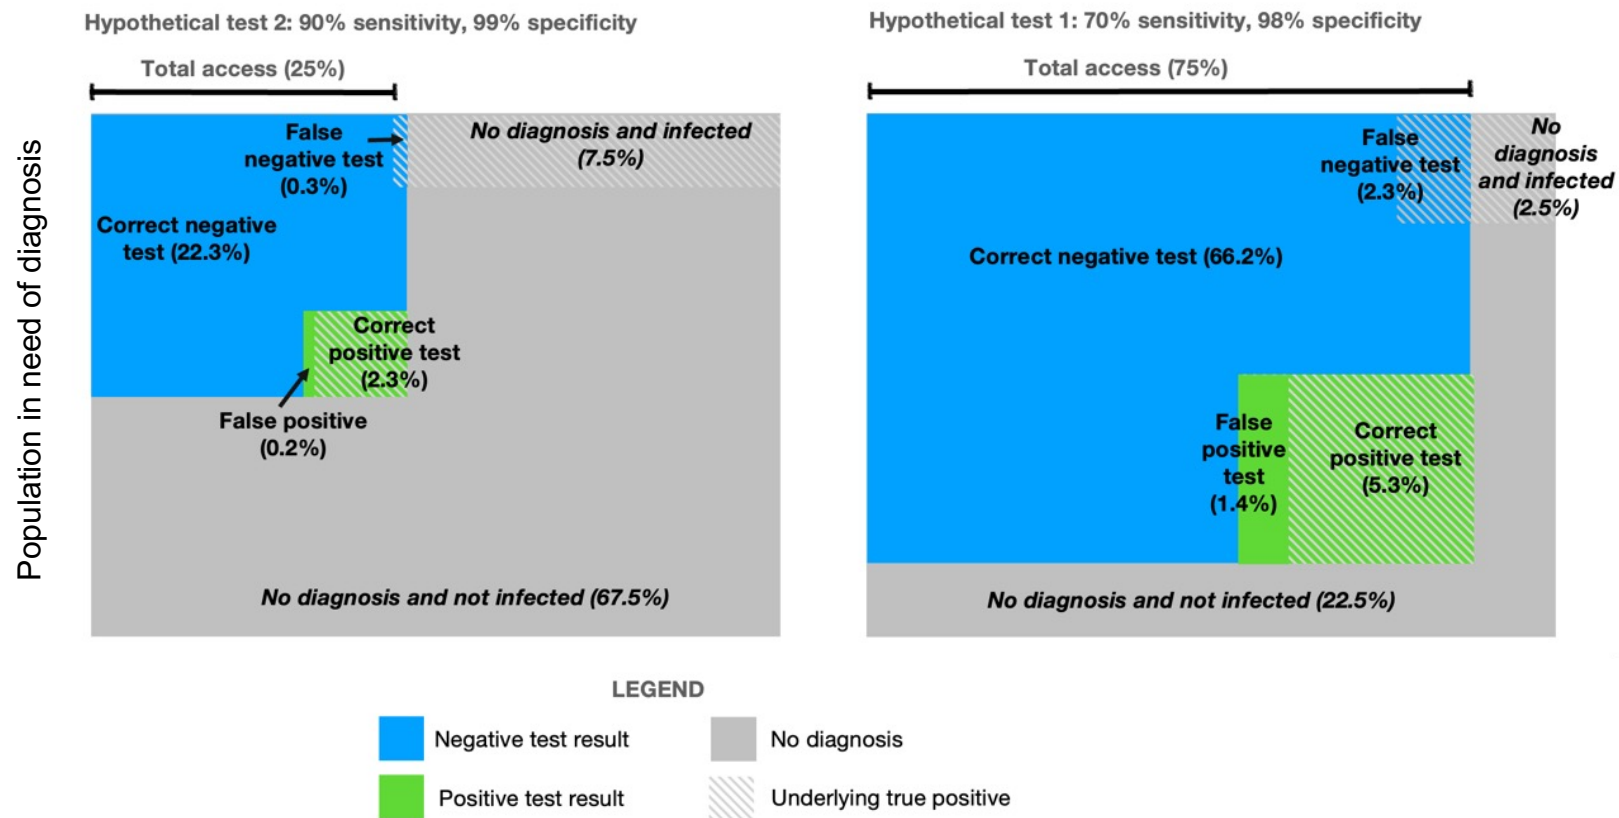 Hypothetical test 2: 90% sensitivity, 99% specificity
Total access (25%)
Population in need of diagnosis
False
negative test
(0.3%)
No diagnosis and infected
(7.5%)
Correct negative
test (22.3%)
Correct
positive test
(2.3%)
False positive
(0.2%)
No diagnosis and not infected (67.5%)
Hypothetical test 1: 70% sensitivity, 98% specificity
Total access (75%)
False
negative test
(2.3%)
No
diagnosis
and infected
(2.5%)
Correct negative test (66.2%)
False
positive
test
(1.4%)
Correct
positive test
(5.3%)
No diagnosis and not infected (22.5%)
LEGEND
Negative test result
No diagnosis
Positive test result
Underlying true positive